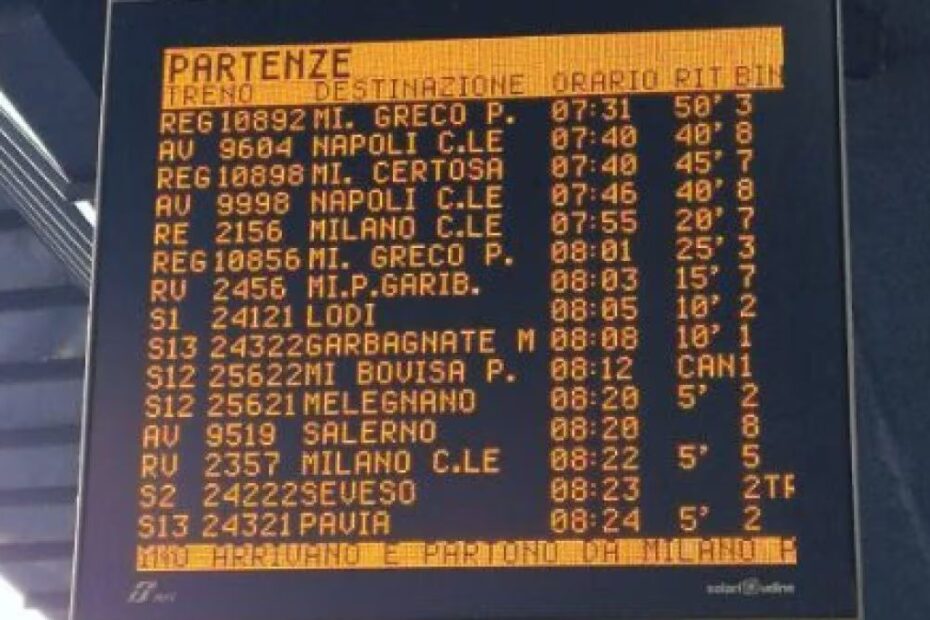 PARTENZE
TRENO DESTINAZIONE ORARIO RIT BIN
REG 10892 MI. GRECO P. 07:31 50' 3
AV 9604 NAPOLI C.LE 07:40 40' 8
REG 10898 MI. CERTOSA 07:40 45' 7
AV 9998 NAPOLI C.LE 07:46 40' 8
RE 2156 MILANO C.LE 07:55 20' 7
REG 10856 MI. GRECO P. 08:01 25' 3
RV 2456 MI.P.GARIB. 08:03 15' 7
S1 24121 LODI 08:05 10' 2
S13 24322 GARBAGNATE M 08:08 10' 1
S12 25622 MI BOVISA P. 08:12 CAN 1
S12 25621 MELEGNANO 08:20 5' 2
AV 9519 SALERNO 08:20 8
RV 2357 MILANO C.LE 08:22 5' 5
S2 24222 SEVESO 08:23 2TR
S13 24321 PAVIA 08:24 5' 2
ARRIVANO E PARTONO DA MILANO P
solari udine